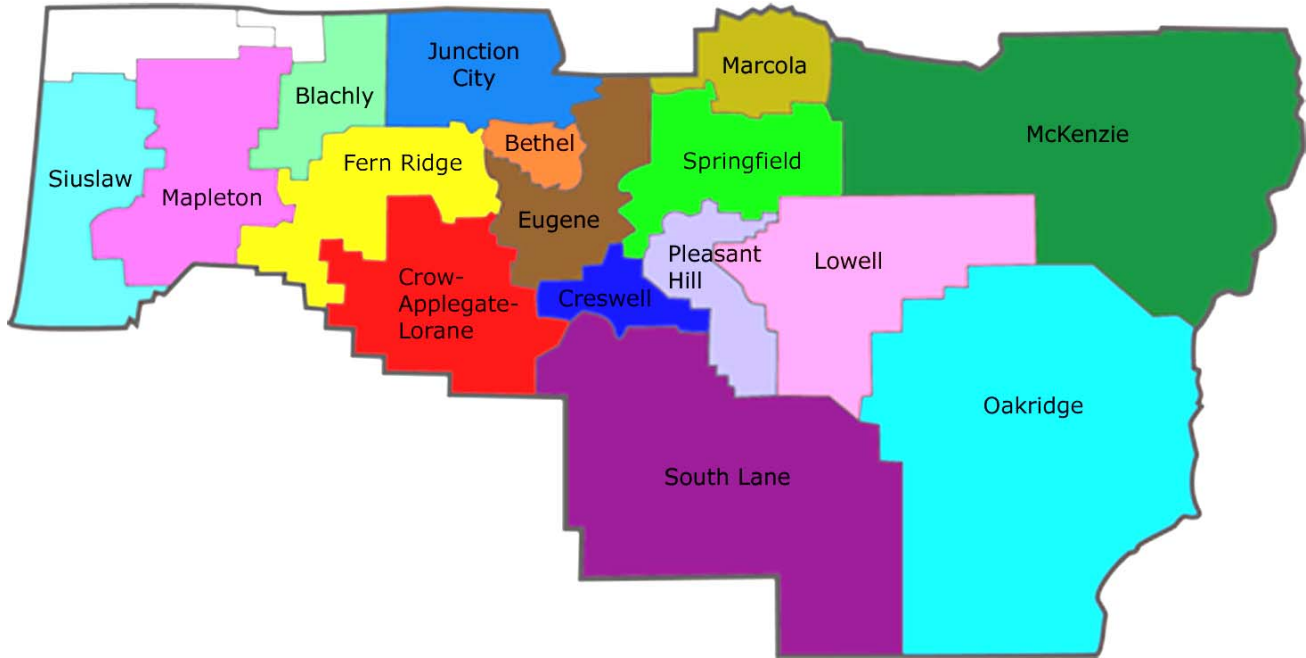 Junction
City
Marcola
Blachly
McKenzie
Bethel
Fern Ridge
Springfield
Siuslaw
Mapleton
Eugene
Pleasant
Hill
Lowell
Crow-
Applegate-
Lorane
Creswell
Oakridge
South Lane